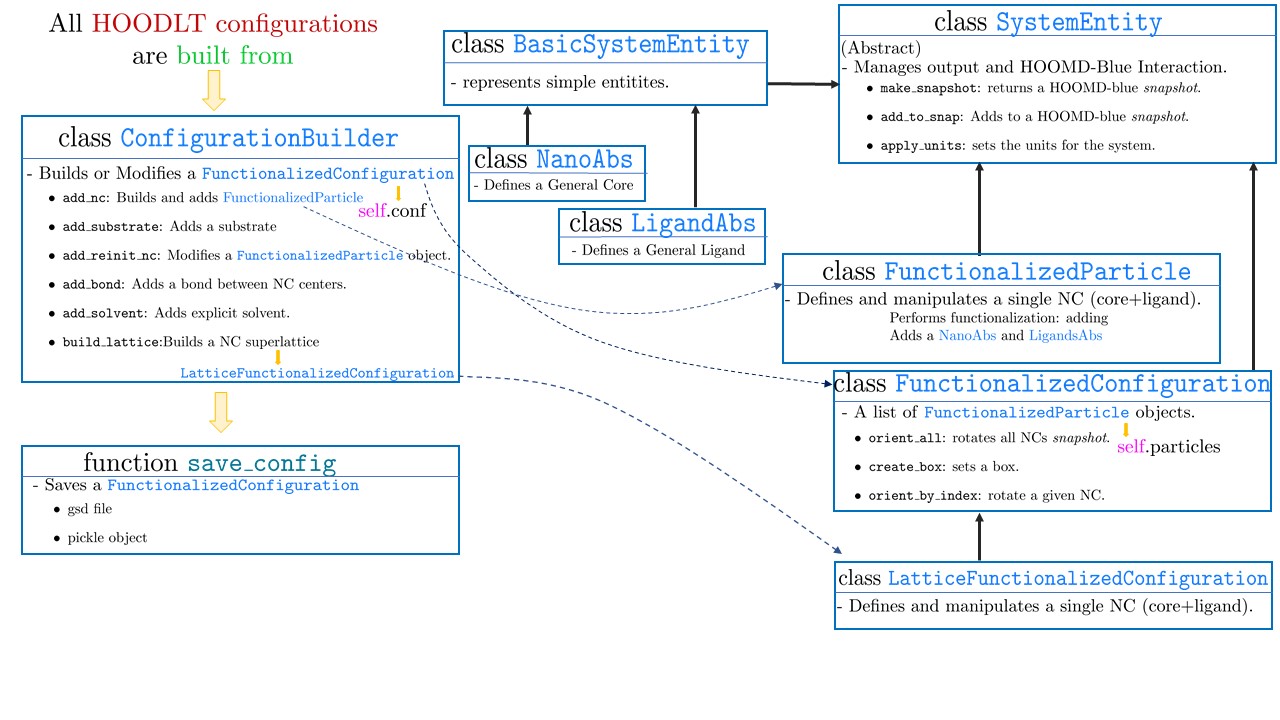 All HOODLT configurations
are built from
class ConfigurationBuilder
- Builds or Modifies a FunctionalizedConfiguration
• add_nc: Builds and adds FunctionalizedParticle
self.conf
• add_substrate: Adds a substrate
• add_reinit_nc: Modifies a FunctionalizedParticle object.
• add_bond: Adds a bond between NC centers.
• add_solvent: Adds explicit solvent.
• build_lattice:Builds a NC superlattice
LatticeFunctionalizedConfiguration
function save_config
- Saves a FunctionalizedConfiguration
• gsd file
• pickle object
class BasicSystemEntity
- represents simple entitites.
class NanoAbs
- Defines a General Core
class LigandAbs
- Defines a General Ligand
class SystemEntity
(Abstract)
- Manages output and HOOMD-Blue Interaction.
• make_snapshot: returns a HOOMD-blue snapshot.
• add_to_snap: Adds to a HOOMD-blue snapshot.
• apply_units: sets the units for the system.
class FunctionalizedParticle
- Defines and manipulates a single NC (core+ligand).
Performs functionalization: adding
Adds a NanoAbs and LigandsAbs
class FunctionalizedConfiguration
- A list of FunctionalizedParticle objects.
• orient_all: rotates all NCs snapshot.
self.particles
• create_box: sets a box.
• orient_by_index: rotate a given NC.
class LatticeFunctionalizedConfiguration
- Defines and manipulates a single NC (core+ligand).